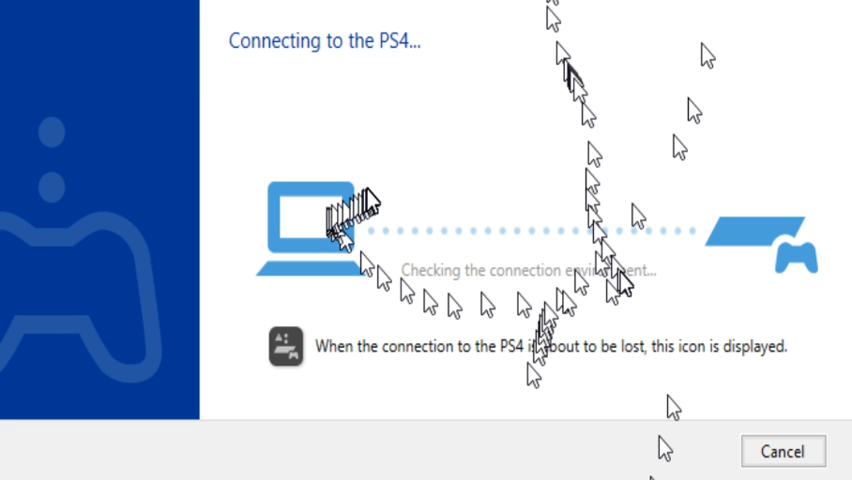 Connecting to the PS4...
Checking the connection environment...
When the connection to the PS4 is about to be lost, this icon is displayed.
Cancel